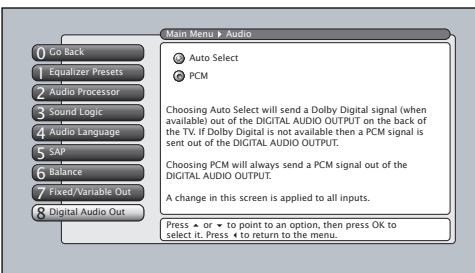 Main Menu ▸ Audio
0 Go Back
1 Equalizer Presets
2 Audio Processor
3 Sound Logic
4 Audio Language
5 SAP
6 Balance
7 Fixed/Variable Out
8 Digital Audio Out
Auto Select
PCM
Choosing Auto Select will send a Dolby Digital signal (when
available) out of the DIGITAL AUDIO OUTPUT on the back of
the TV. If Dolby Digital is not available then a PCM signal is
sent out of the DIGITAL AUDIO OUTPUT.
Choosing PCM will always send a PCM signal out of the
DIGITAL AUDIO OUTPUT.
A change in this screen is applied to all inputs.
Press ▴ or ▾ to point to an option, then press OK to
select it. Press ◂ to return to the menu.